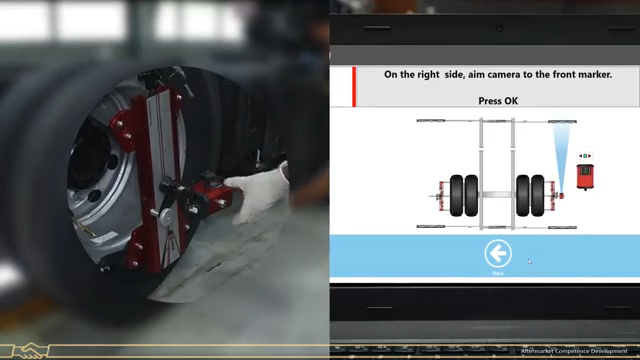 On the right side, aim camera to the front marker.
Press OK
Back
Aftermarket Competence Development